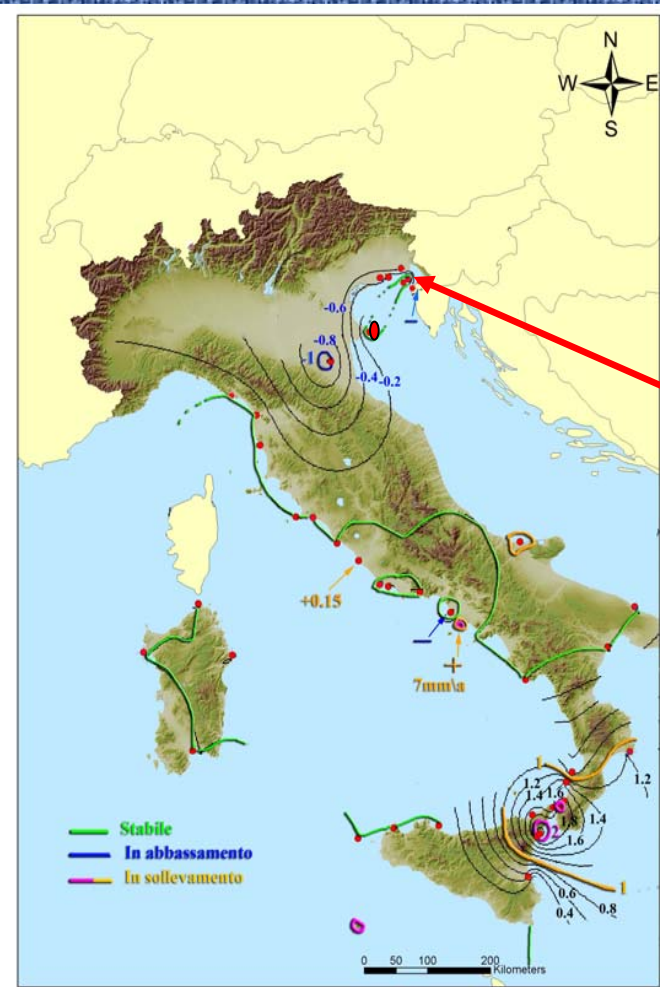 N
W E
S
-0.6
-0.8
-1
-0.4 -0.2
–
+0.15
–
+
7mm\a
1
1.2
1.2
1.4 1.6
1.8
1.4
2
1.6
Stabile
In abbassamento
In sollevamento
0.6
0.8
0.4
1
0 50 100 200
Kilometers